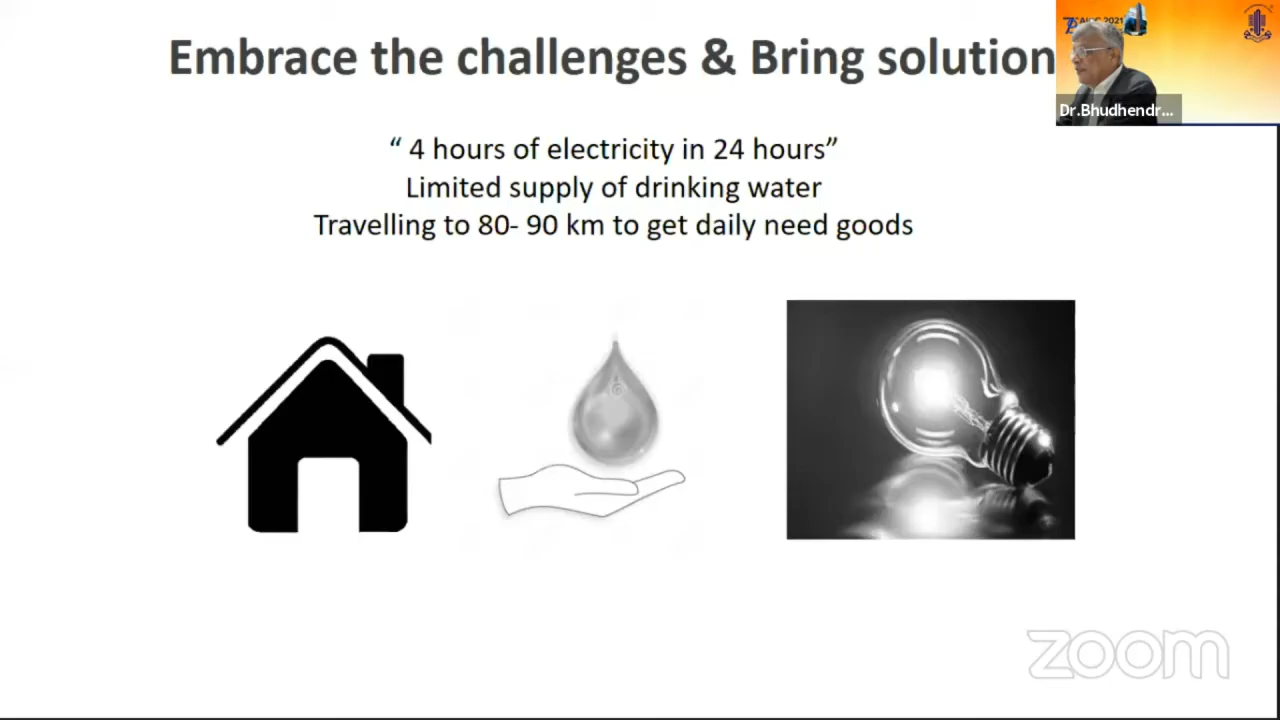 Embrace the challenges & Bring solution
“ 4 hours of electricity in 24 hours”
Limited supply of drinking water
Travelling to 80- 90 km to get daily need goods
2021
Dr.Bhudhendr...
zoom